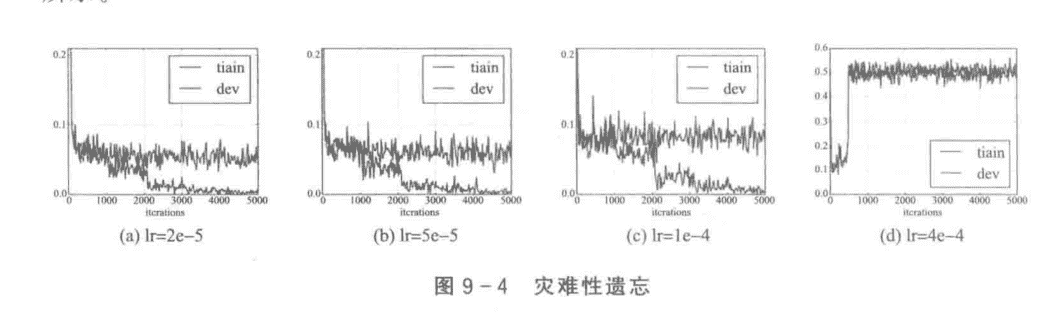 0.2
0.1
0.0
0 1000 2000 3000 4000 5000
itcrations
tiain
dev
(a) lr=2e-5
0.2
0.1
0.0
0 1000 2000 3000 4000 5000
itcrations
tiain
dev
(b) lr=5e-5
0.2
0.1
0.0
0 1000 2000 3000 4000 5000
itcrations
tiain
dev
(c) lr=1e-4
0.6
0.5
0.4
0.3
0.2
0.1
0.0
0 1000 2000 3000 4000 5000
itcrations
tiain
dev
(d) lr=4e-4
图 9-4 灾难性遗忘